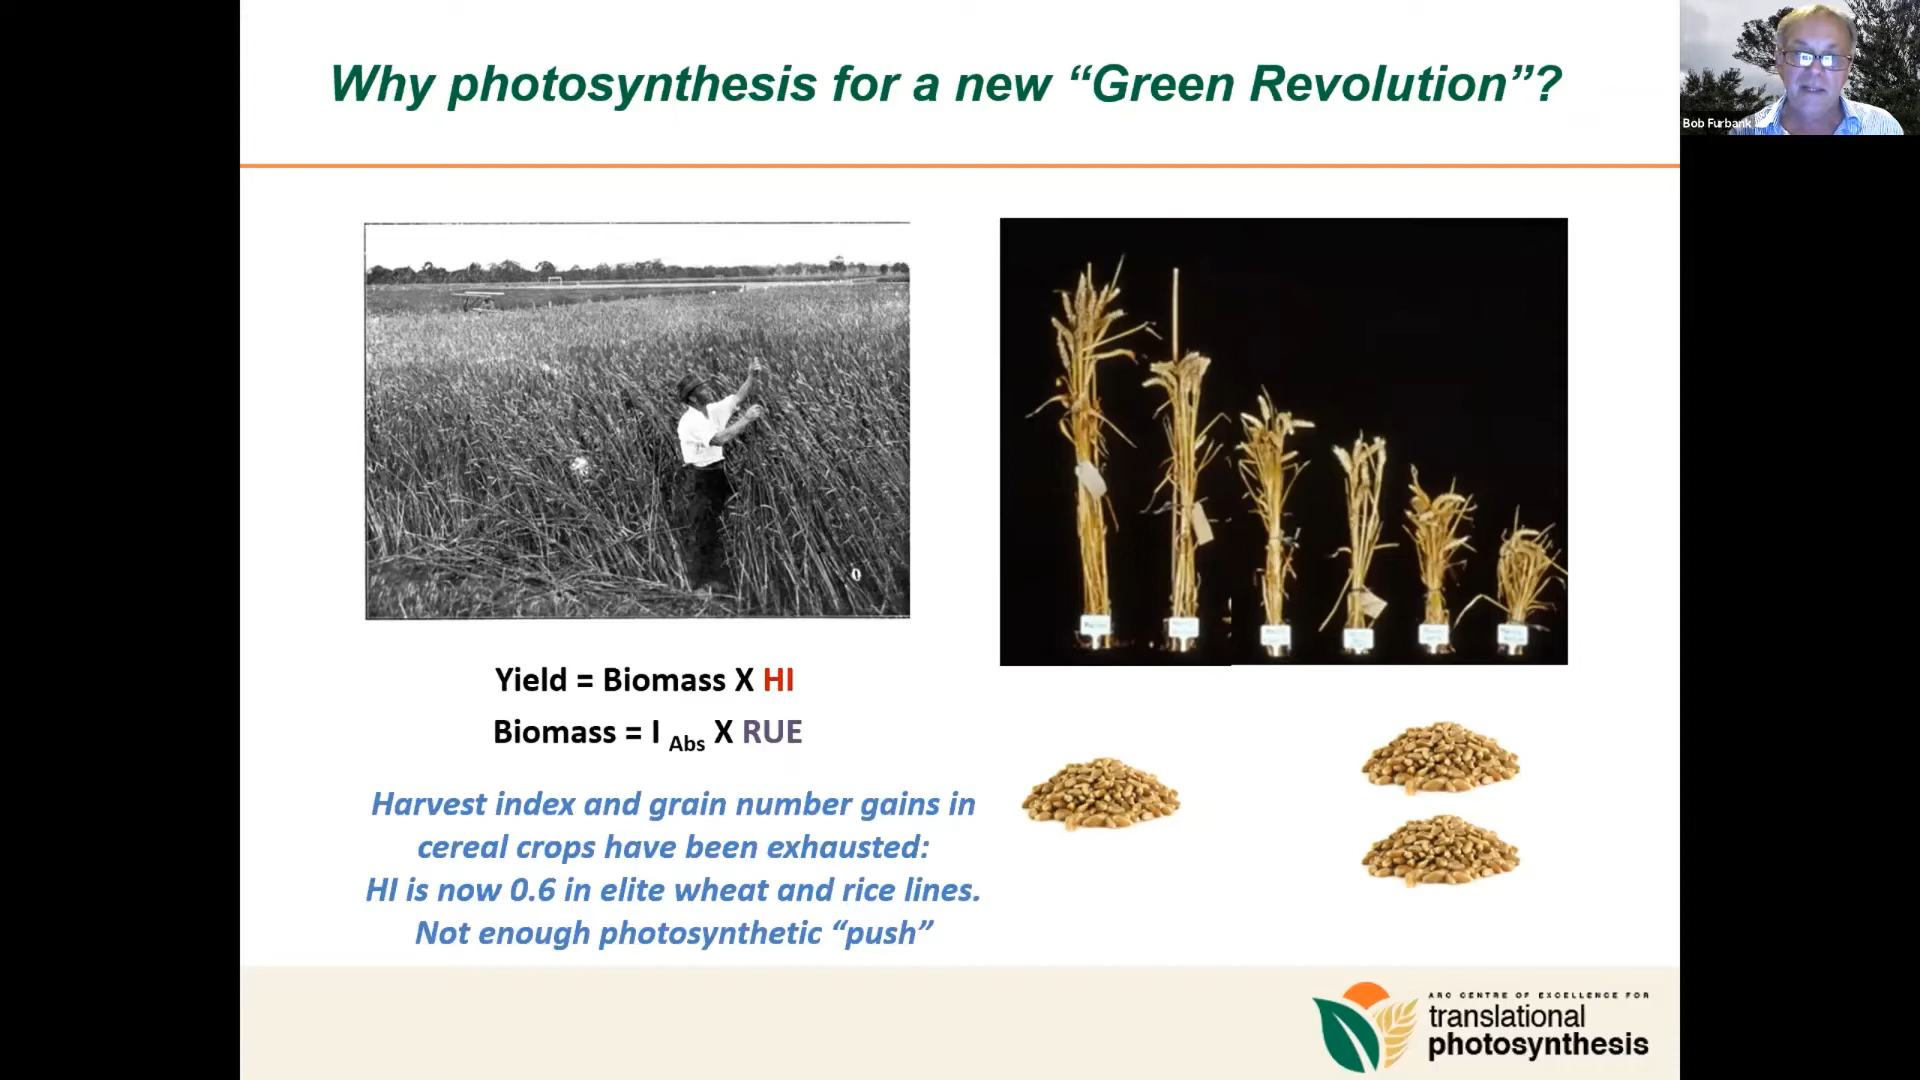 Why photosynthesis for a new “Green Revolution”?
Bob Furbank
Yield = Biomass X HI
Biomass = I Abs X RUE
Harvest index and grain number gains in
cereal crops have been exhausted:
HI is now 0.6 in elite wheat and rice lines.
Not enough photosynthetic “push”
ARC CENTRE OF EXCELLENCE FOR
translational
photosynthesis